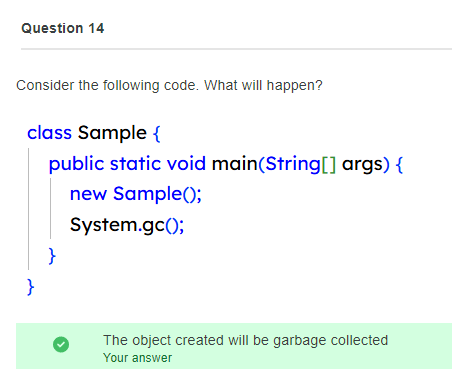 Question 14
Consider the following code. What will happen?
class Sample {
public static void main(String[] args) {
new Sample();
System.gc();
}
}
The object created will be garbage collected
Your answer